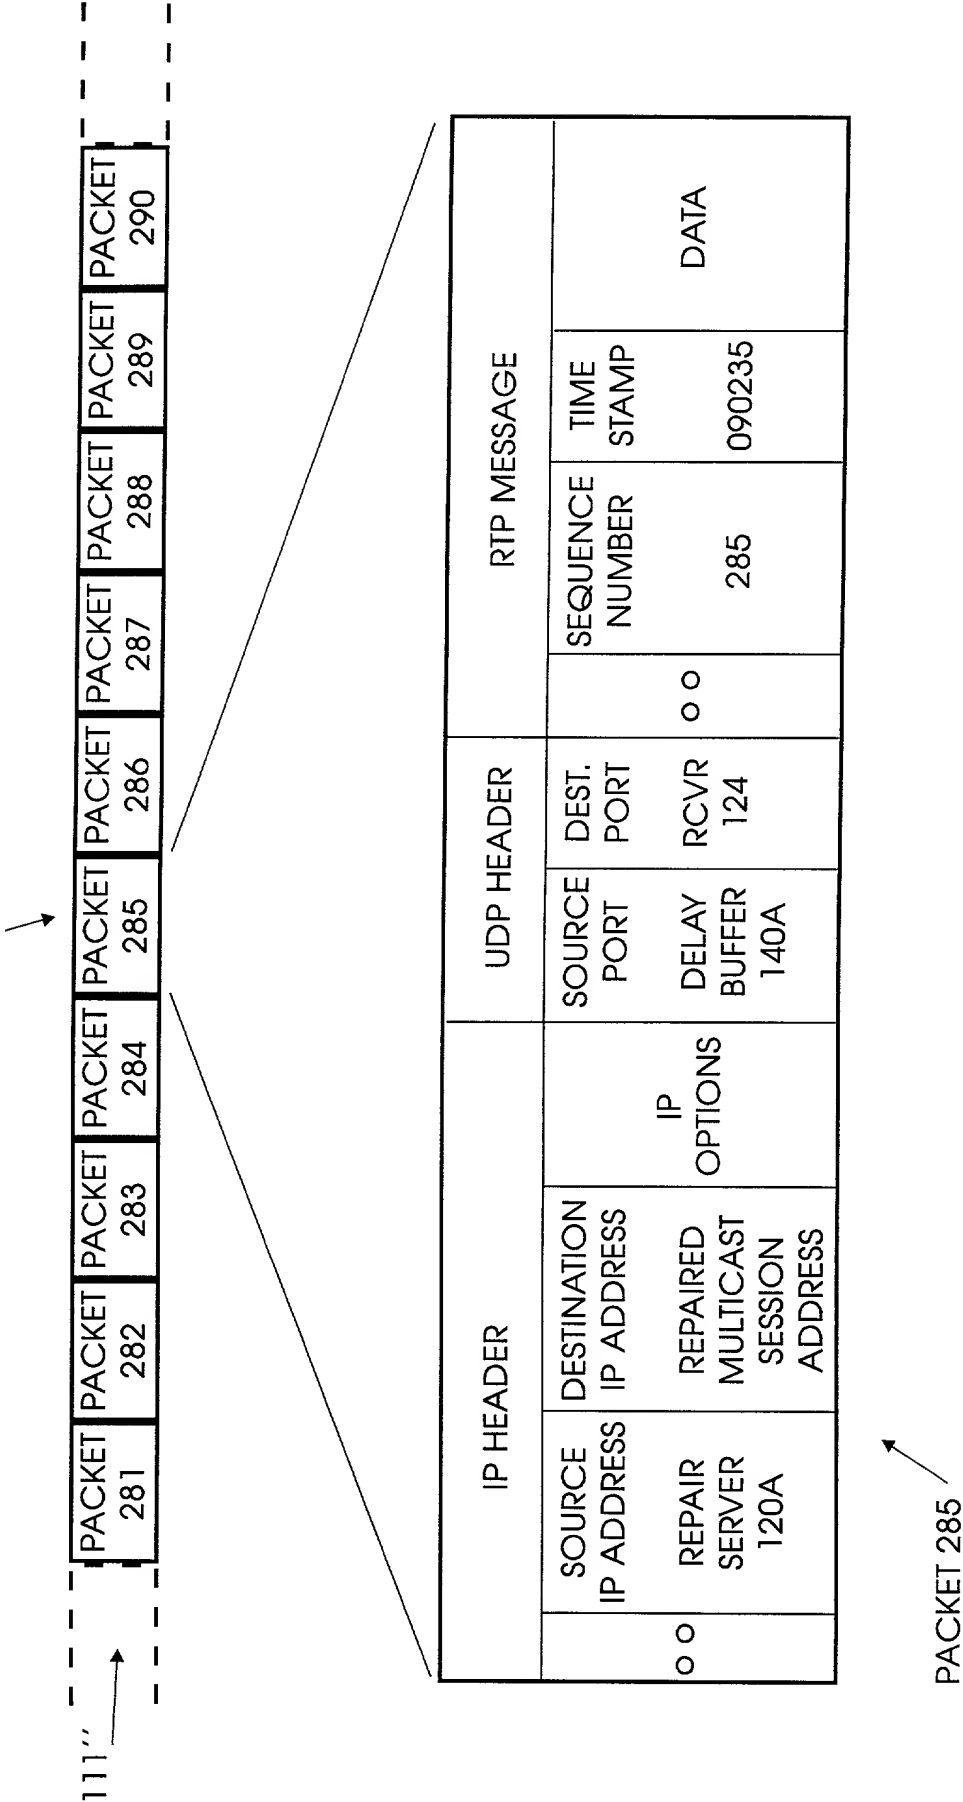 111''
PACKET
281
PACKET
282
PACKET
283
PACKET
284
PACKET
285
PACKET
286
PACKET
287
PACKET
288
PACKET
289
PACKET
290
IP HEADER
UDP HEADER
RTP MESSAGE
○○
SOURCE
IP ADDRESS
REPAIR
SERVER
120A
DESTINATION
IP ADDRESS
REPAIRED
MULTICAST
SESSION
ADDRESS
IP
OPTIONS
SOURCE
PORT
DELAY
BUFFER
140A
DEST.
PORT
RCVR
124
○○
SEQUENCE
NUMBER
285
TIME
STAMP
090235
DATA
PACKET 285